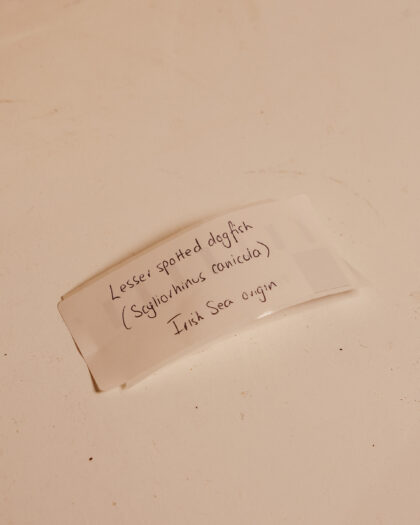 Lesser spotted dogfish
(Scyliorhinus canicula)
Irish Sea origin